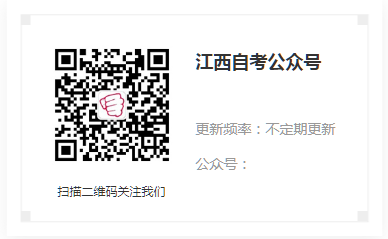 江西自考公众号
更新频率：不定期更新
公众号：
扫描二维码关注我们